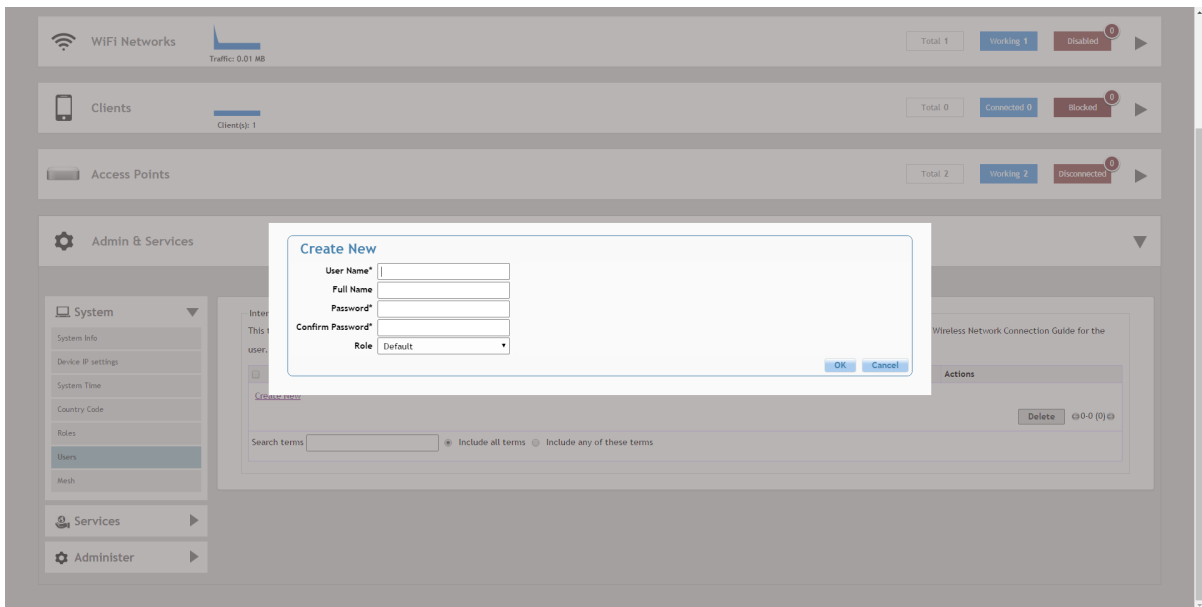 WiFi Networks
Traffic: 0.01 MB
Total 1
Working 1
Disabled
0
Clients
Client(s): 1
Total 0
Connected 0
Blocked
0
Access Points
Total 2
Working 2
Disconnected
0
Admin & Services
Create New
User Name*
Full Name
Password*
Confirm Password*
Role
Default
OK
Cancel
System
System Info
Device IP settings
System Time
Country Code
Roles
Users
Mesh
Services
Administer
Inter
This t
Wireless Network Connection Guide for the
user.
Actions
Create New
Delete
0-0 (0)
Search terms
Include all terms
Include any of these terms